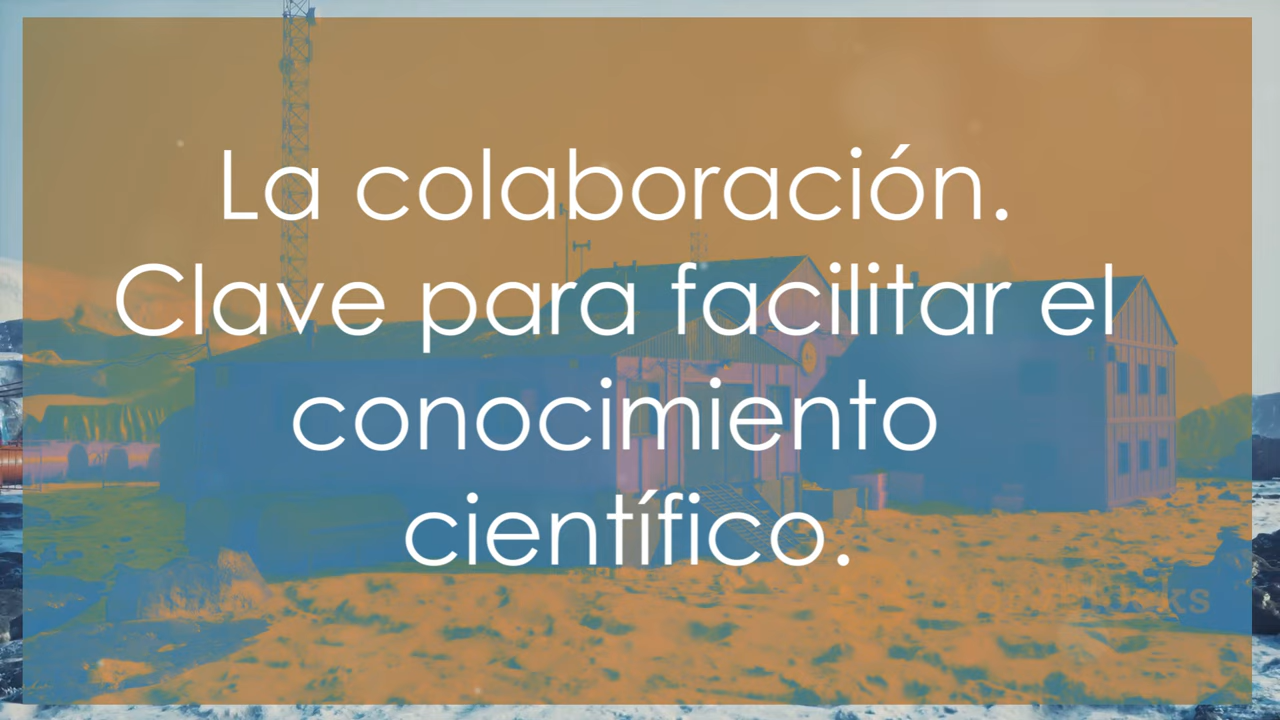 La colaboración.
Clave para facilitar el
conocimiento
científico.